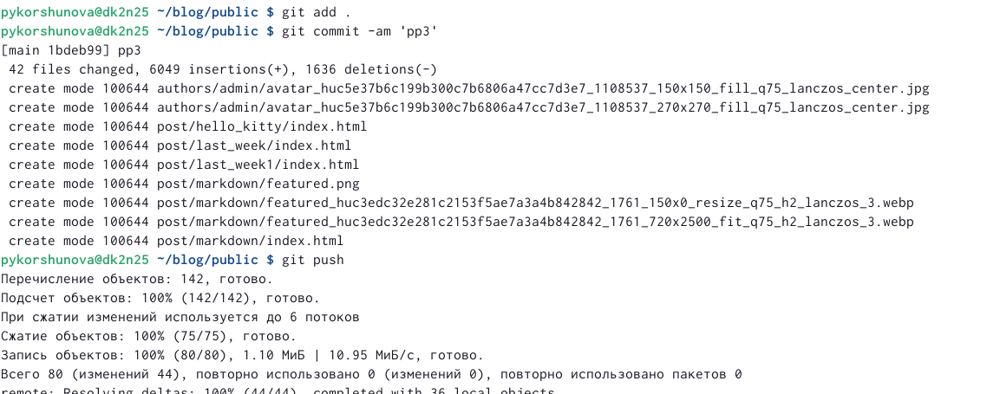 pykorshunova@dk2n25 ~/blog/public $ git add .
pykorshunova@dk2n25 ~/blog/public $ git commit -am 'pp3'
[main 1bdeb99] pp3
 42 files changed, 6049 insertions(+), 1636 deletions(-)
 create mode 100644 authors/admin/avatar_huc5e37b6c199b300c7b6806a47cc7d3e7_1108537_150x150_fill_q75_lanczos_center.jpg
 create mode 100644 authors/admin/avatar_huc5e37b6c199b300c7b6806a47cc7d3e7_1108537_270x270_fill_q75_lanczos_center.jpg
 create mode 100644 post/hello_kitty/index.html
 create mode 100644 post/last_week/index.html
 create mode 100644 post/last_week1/index.html
 create mode 100644 post/markdown/featured.png
 create mode 100644 post/markdown/featured_huc3edc32e281c2153f5ae7a3a4b842842_1761_150x0_resize_q75_h2_lanczos_3.webp
 create mode 100644 post/markdown/featured_huc3edc32e281c2153f5ae7a3a4b842842_1761_720x2500_fit_q75_h2_lanczos_3.webp
 create mode 100644 post/markdown/index.html
pykorshunova@dk2n25 ~/blog/public $ git push
Перечисление объектов: 142, готово.
Подсчет объектов: 100% (142/142), готово.
При сжатии изменений используется до 6 потоков
Сжатие объектов: 100% (75/75), готово.
Запись объектов: 100% (80/80), 1.10 МиБ | 10.95 МиБ/с, готово.
Всего 80 (изменений 44), повторно использовано 0 (изменений 0), повторно использовано пакетов 0
remote: Resolving deltas: 100% (44/44), completed with 36 local objects.